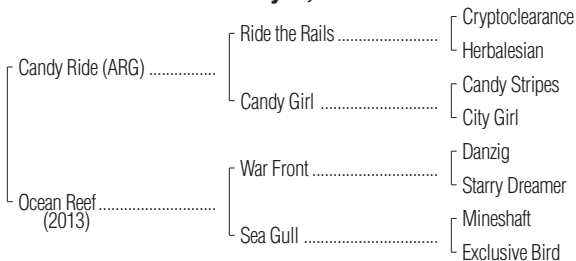 Cryptoclearance
Ride the Rails ........................
Herbalesian
Candy Ride (ARG) ................
Candy Stripes
Candy Girl ............................
City Girl
Danzig
War Front ..............................
Starry Dreamer
Ocean Reef ............................
(2013)
Mineshaft
Sea Gull ................................
Exclusive Bird